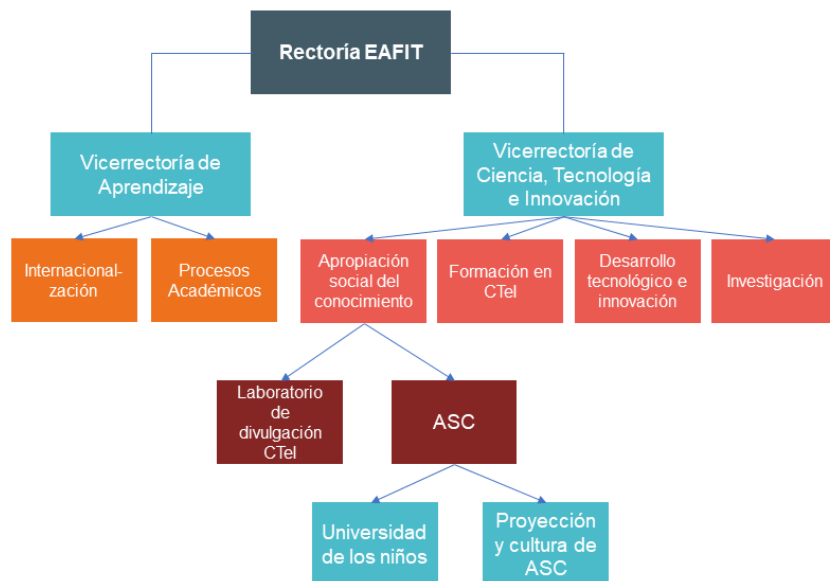 Rectoría EAFIT
Vicerrectoría de
Aprendizaje
Vicerrectoría de
Ciencia, Tecnología
e Innovación
Internacional-
zación
Procesos
Académicos
Apropiación
social del
conocimiento
Formación en
CTeI
Desarrollo
tecnológico e
innovación
Investigación
Laboratorio
de
divulgación
CTeI
ASC
Universidad
de los niños
Proyección
y cultura de
ASC